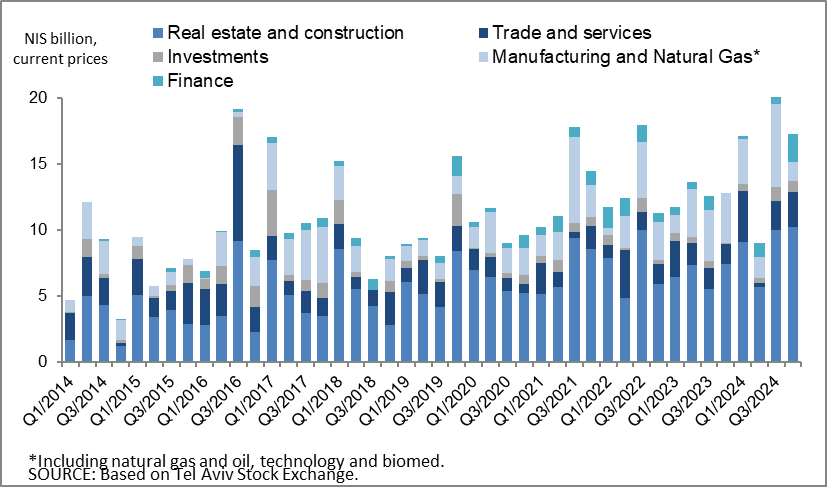 NIS billion,
current prices
Real estate and construction
Trade and services
Investments
Manufacturing and Natural Gas*
Finance
20
15
10
5
0
Q1/2014
Q3/2014
Q1/2015
Q3/2015
Q1/2016
Q3/2016
Q1/2017
Q3/2017
Q1/2018
Q3/2018
Q1/2019
Q3/2019
Q1/2020
Q3/2020
Q1/2021
Q3/2021
Q1/2022
Q3/2022
Q1/2023
Q3/2023
Q1/2024
Q3/2024
*Including natural gas and oil, technology and biomed.
SOURCE: Based on Tel Aviv Stock Exchange.